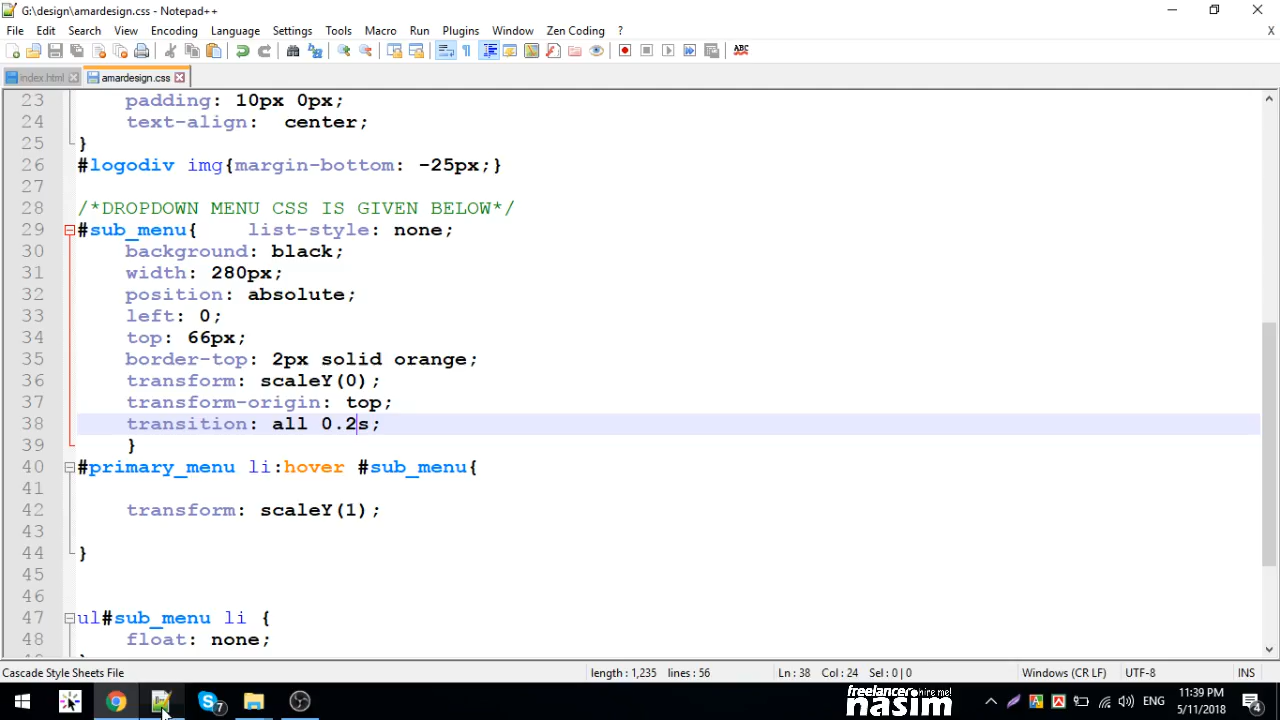 G:\design\amardesign.css - Notepad++
File Edit Search View Encoding Language Settings Tools Macro Run Plugins Window Zen Coding ? X
ABC
index.html amardesign.css
23 padding: 10px 0px;
24 text-align: center;
25 }
26 #logodiv img{margin-bottom: -25px;}
27
28 /*DROPDOWN MENU CSS IS GIVEN BELOW*/
29 #sub_menu{ list-style: none;
30 background: black;
31 width: 280px;
32 position: absolute;
33 left: 0;
34 top: 66px;
35 border-top: 2px solid orange;
36 transform: scaleY(0);
37 transform-origin: top;
38 transition: all 0.2s;
39 }
40 #primary_menu li:hover #sub_menu{
41
42 transform: scaleY(1);
43
44 }
45
46
47 ul#sub_menu li {
48 float: none;
Cascade Style Sheets File length : 1,235 lines : 56 Ln : 38 Col : 24 Sel : 0 | 0 Windows (CR LF) UTF-8 INS
7 freelancer hire me! nasim ENG 11:39 PM 5/11/2018 4